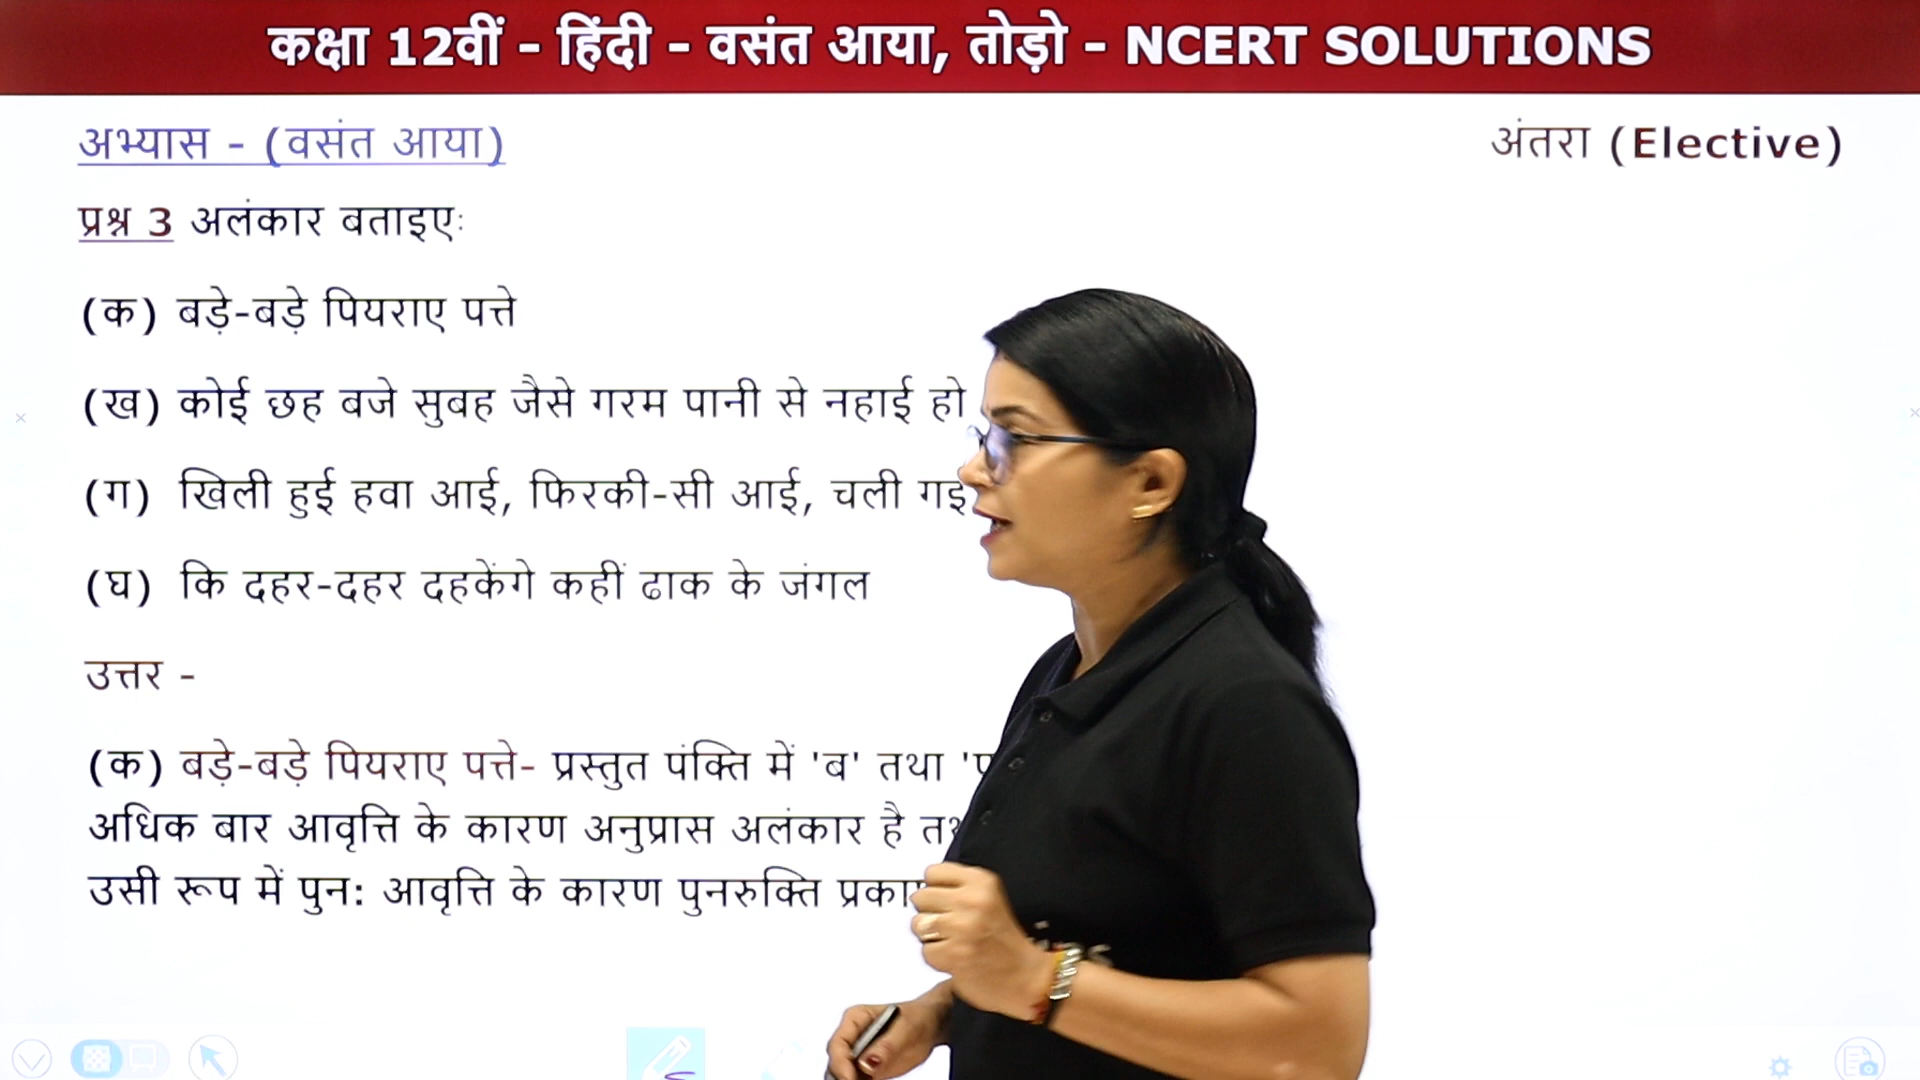 कक्षा 12वीं - हिंदी - वसंत आया, तोड़ो - NCERT SOLUTIONS
अभ्यास - (वसंत आया)
अंतरा (Elective)
प्रश्न 3 अलंकार बताइए:
(क) बड़े-बड़े पियराए पत्ते
(ख) कोई छह बजे सुबह जैसे गरम पानी से नहाई हो
(ग) खिली हुई हवा आई, फिरकी-सी आई, चली गई
(घ) कि दहर-दहर दहकेंगे कहीं ढाक के जंगल
उत्तर -
(क) बड़े-बड़े पियराए पत्ते- प्रस्तुत पंक्ति में 'ब' तथा
अधिक बार आवृत्ति के कारण अनुप्रास अलंकार है
उसी रूप में पुन: आवृत्ति के कारण पुनरुक्ति